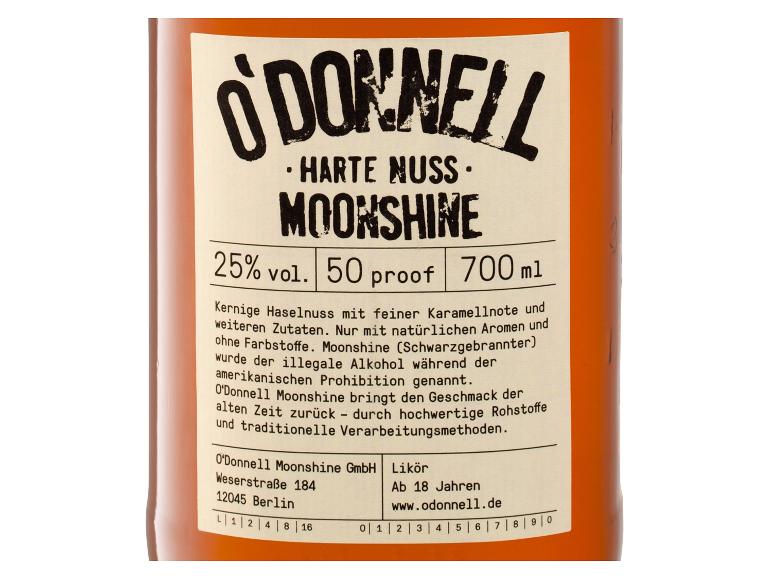 O'DONNELL
· HARTE NUSS ·
MOONSHINE
25% vol. 50 proof 700 ml
Kernige Haselnuss mit feiner Karamellnote und
weiteren Zutaten. Nur mit natürlichen Aromen und
ohne Farbstoffe. Moonshine (Schwarzgebrannter)
wurde der illegale Alkohol während der
amerikanischen Prohibition genannt.
O'Donnell Moonshine bringt den Geschmack der
alten Zeit zurück – durch hochwertige Rohstoffe
und traditionelle Verarbeitungsmethoden.
O'Donnell Moonshine GmbH
Weserstraße 184
12045 Berlin
Likör
Ab 18 Jahren
www.odonnell.de
L|1|2|4|8|16 0|1|2|3|4|5|6|7|8|9|0